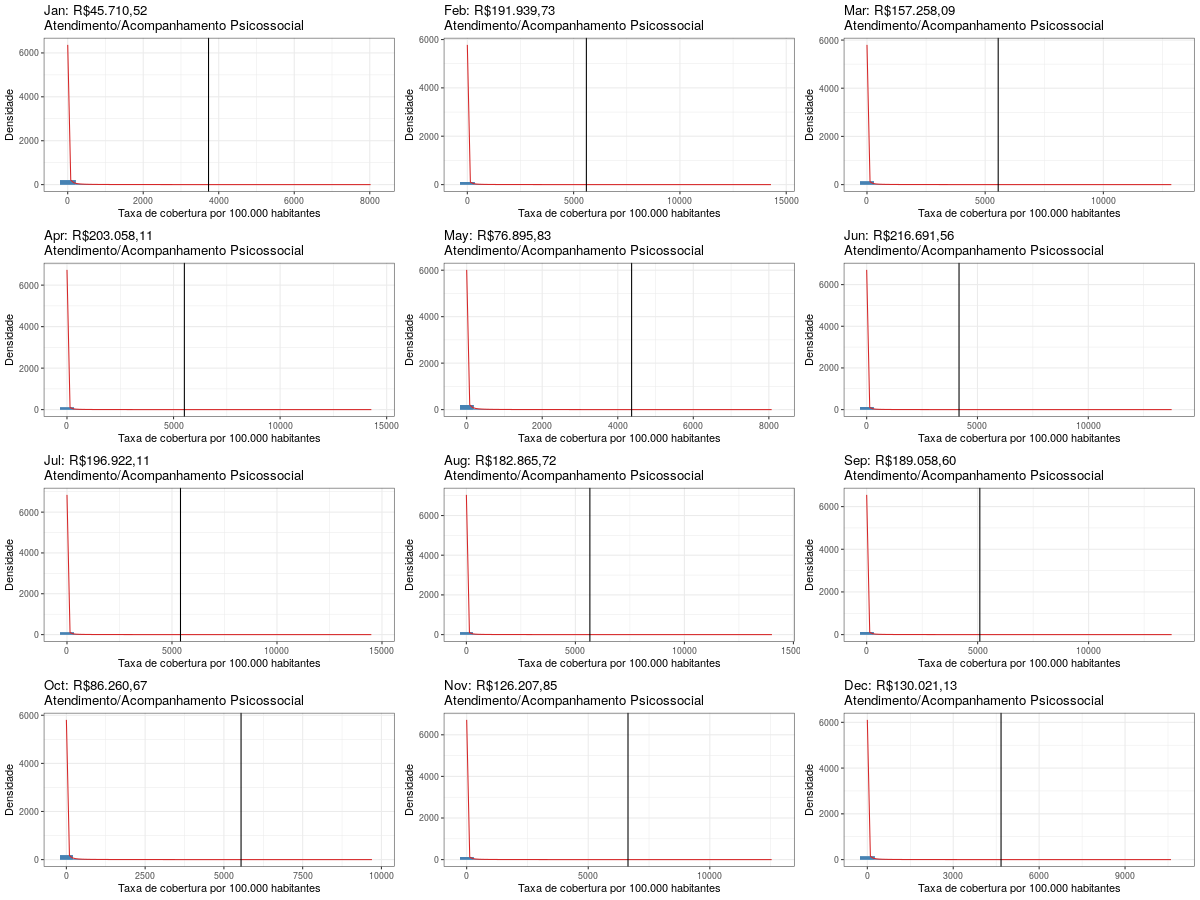 Jan: R$45.710,52
Atendimento/Acompanhamento Psicossocial
Densidade
6000
4000
2000
0
0 2000 4000 6000 8000
Taxa de cobertura por 100.000 habitantes
Feb: R$191.939,73
Atendimento/Acompanhamento Psicossocial
Densidade
6000
4000
2000
0
0 5000 10000 15000
Taxa de cobertura por 100.000 habitantes
Mar: R$157.258,09
Atendimento/Acompanhamento Psicossocial
Densidade
6000
4000
2000
0
0 5000 10000
Taxa de cobertura por 100.000 habitantes
Apr: R$203.058,11
Atendimento/Acompanhamento Psicossocial
Densidade
6000
4000
2000
0
0 5000 10000 15000
Taxa de cobertura por 100.000 habitantes
May: R$76.895,83
Atendimento/Acompanhamento Psicossocial
Densidade
6000
4000
2000
0
0 2000 4000 6000 8000
Taxa de cobertura por 100.000 habitantes
Jun: R$216.691,56
Atendimento/Acompanhamento Psicossocial
Densidade
6000
4000
2000
0
0 5000 10000
Taxa de cobertura por 100.000 habitantes
Jul: R$196.922,11
Atendimento/Acompanhamento Psicossocial
Densidade
6000
4000
2000
0
0 5000 10000 15000
Taxa de cobertura por 100.000 habitantes
Aug: R$182.865,72
Atendimento/Acompanhamento Psicossocial
Densidade
6000
4000
2000
0
0 5000 10000 1500
Taxa de cobertura por 100.000 habitantes
Sep: R$189.058,60
Atendimento/Acompanhamento Psicossocial
Densidade
6000
4000
2000
0
0 5000 10000
Taxa de cobertura por 100.000 habitantes
Oct: R$86.260,67
Atendimento/Acompanhamento Psicossocial
Densidade
6000
4000
2000
0
0 2500 5000 7500 10000
Taxa de cobertura por 100.000 habitantes
Nov: R$126.207,85
Atendimento/Acompanhamento Psicossocial
Densidade
6000
4000
2000
0
0 5000 10000
Taxa de cobertura por 100.000 habitantes
Dec: R$130.021,13
Atendimento/Acompanhamento Psicossocial
Densidade
6000
4000
2000
0
0 3000 6000 9000
Taxa de cobertura por 100.000 habitantes